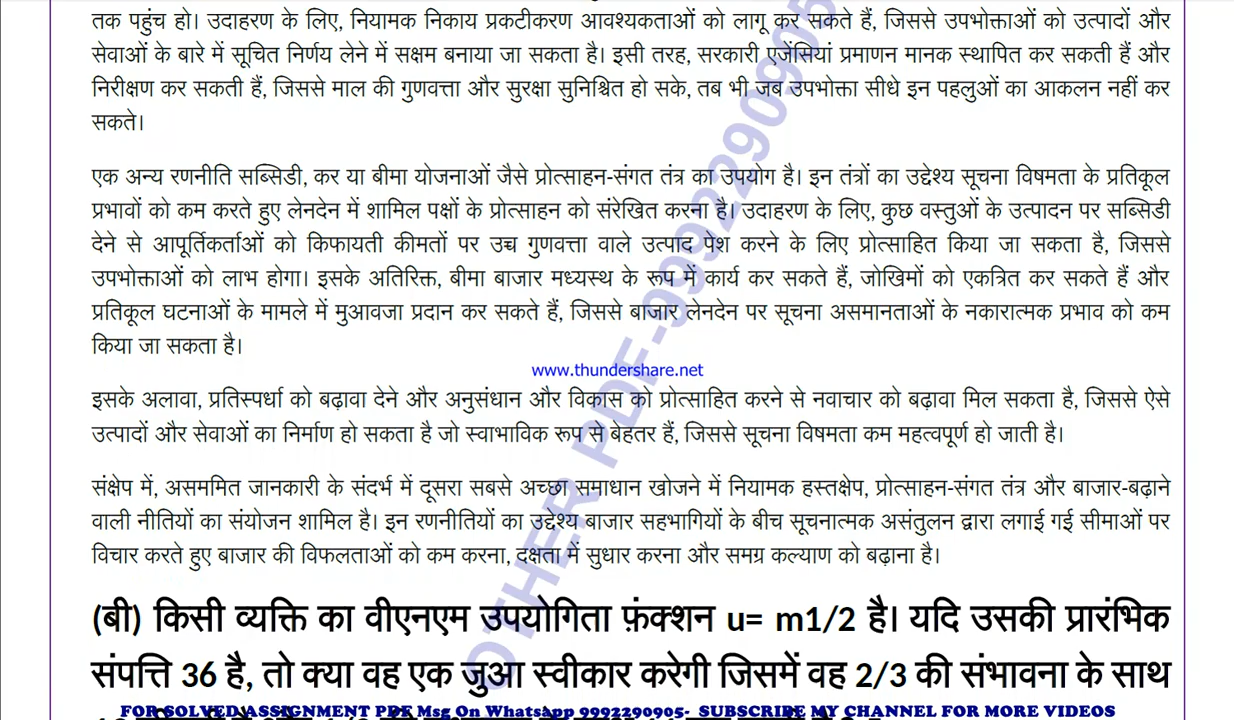 तक पहुंच हो। उदाहरण के लिए, नियामक निकाय प्रकटीकरण आवश्यकताओं को लागू कर सकते हैं, जिससे उपभोक्ताओं को उत्पादों और
सेवाओं के बारे में सूचित निर्णय लेने में सक्षम बनाया जा सकता है। इसी तरह, सरकारी एजेंसियां प्रमाणन मानक स्थापित कर सकती हैं और
निरीक्षण कर सकती हैं, जिससे माल की गुणवत्ता और सुरक्षा सुनिश्चित हो सके, तब भी जब उपभोक्ता सीधे इन पहलुओं का आकलन नहीं कर
सकते।
एक अन्य रणनीति सब्सिडी, कर या बीमा योजनाओं जैसे प्रोत्साहन-संगत तंत्र का उपयोग है। इन तंत्रों का उद्देश्य सूचना विषमता के प्रतिकूल
प्रभावों को कम करते हुए लेनदेन में शामिल पक्षों के प्रोत्साहन को संरेखित करना है। उदाहरण के लिए, कुछ वस्तुओं के उत्पादन पर सब्सिडी
देने से आपूर्तिकर्ताओं को किफायती कीमतों पर उच्च गुणवत्ता वाले उत्पाद पेश करने के लिए प्रोत्साहित किया जा सकता है, जिससे
उपभोक्ताओं को लाभ होगा। इसके अतिरिक्त, बीमा बाजार मध्यस्थ के रूप में कार्य कर सकते हैं, जोखिमों को एकत्रित कर सकते हैं और
प्रतिकूल घटनाओं के मामले में मुआवजा प्रदान कर सकते हैं, जिससे बाजार लेनदेन पर सूचना असमानताओं के नकारात्मक प्रभाव को कम
किया जा सकता है।
www.thundershare.net
इसके अलावा, प्रतिस्पर्धा को बढ़ावा देने और अनुसंधान और विकास को प्रोत्साहित करने से नवाचार को बढ़ावा मिल सकता है, जिससे ऐसे
उत्पादों और सेवाओं का निर्माण हो सकता है जो स्वाभाविक रूप से बेहतर हैं, जिससे सूचना विषमता कम महत्वपूर्ण हो जाती है।
संक्षेप में, असममित जानकारी के संदर्भ में दूसरा सबसे अच्छा समाधान खोजने में नियामक हस्तक्षेप, प्रोत्साहन-संगत तंत्र और बाजार-बढ़ाने
वाली नीतियों का संयोजन शामिल है। इन रणनीतियों का उद्देश्य बाजार सहभागियों के बीच सूचनात्मक असंतुलन द्वारा लगाई गई सीमाओं पर
विचार करते हुए बाजार की विफलताओं को कम करना, दक्षता में सुधार करना और समग्र कल्याण को बढ़ाना है।
(बी) किसी व्यक्ति का वीएनएम उपयोगिता फ़ंक्शन u= m1/2 है। यदि उसकी प्रारंभिक
संपत्ति 36 है, तो क्या वह एक जुआ स्वीकार करेगी जिसमें वह 2/3 की संभावना के साथ
FOR SOLVED ASSIGNMENT PDF Msg On Whatsapp 9992290905- SUBSCRIBE MY CHANNEL FOR MORE VIDEOS
OTHER PDF-9992290905